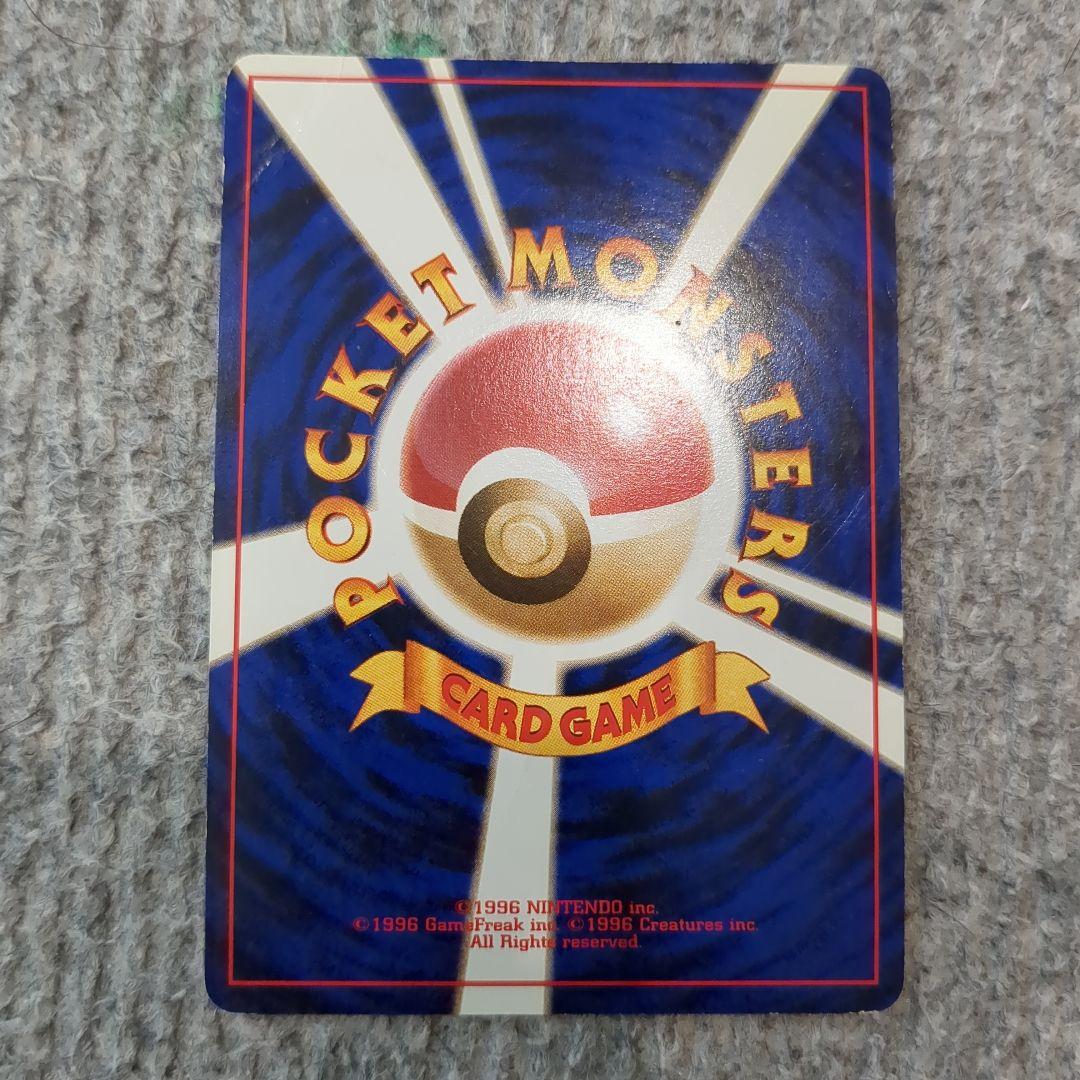 POCKET MONSTERS
CARD GAME
©1996 NINTENDO inc.
©1996 GameFreak inc. ©1996 Creatures inc.
All Rights reserved.